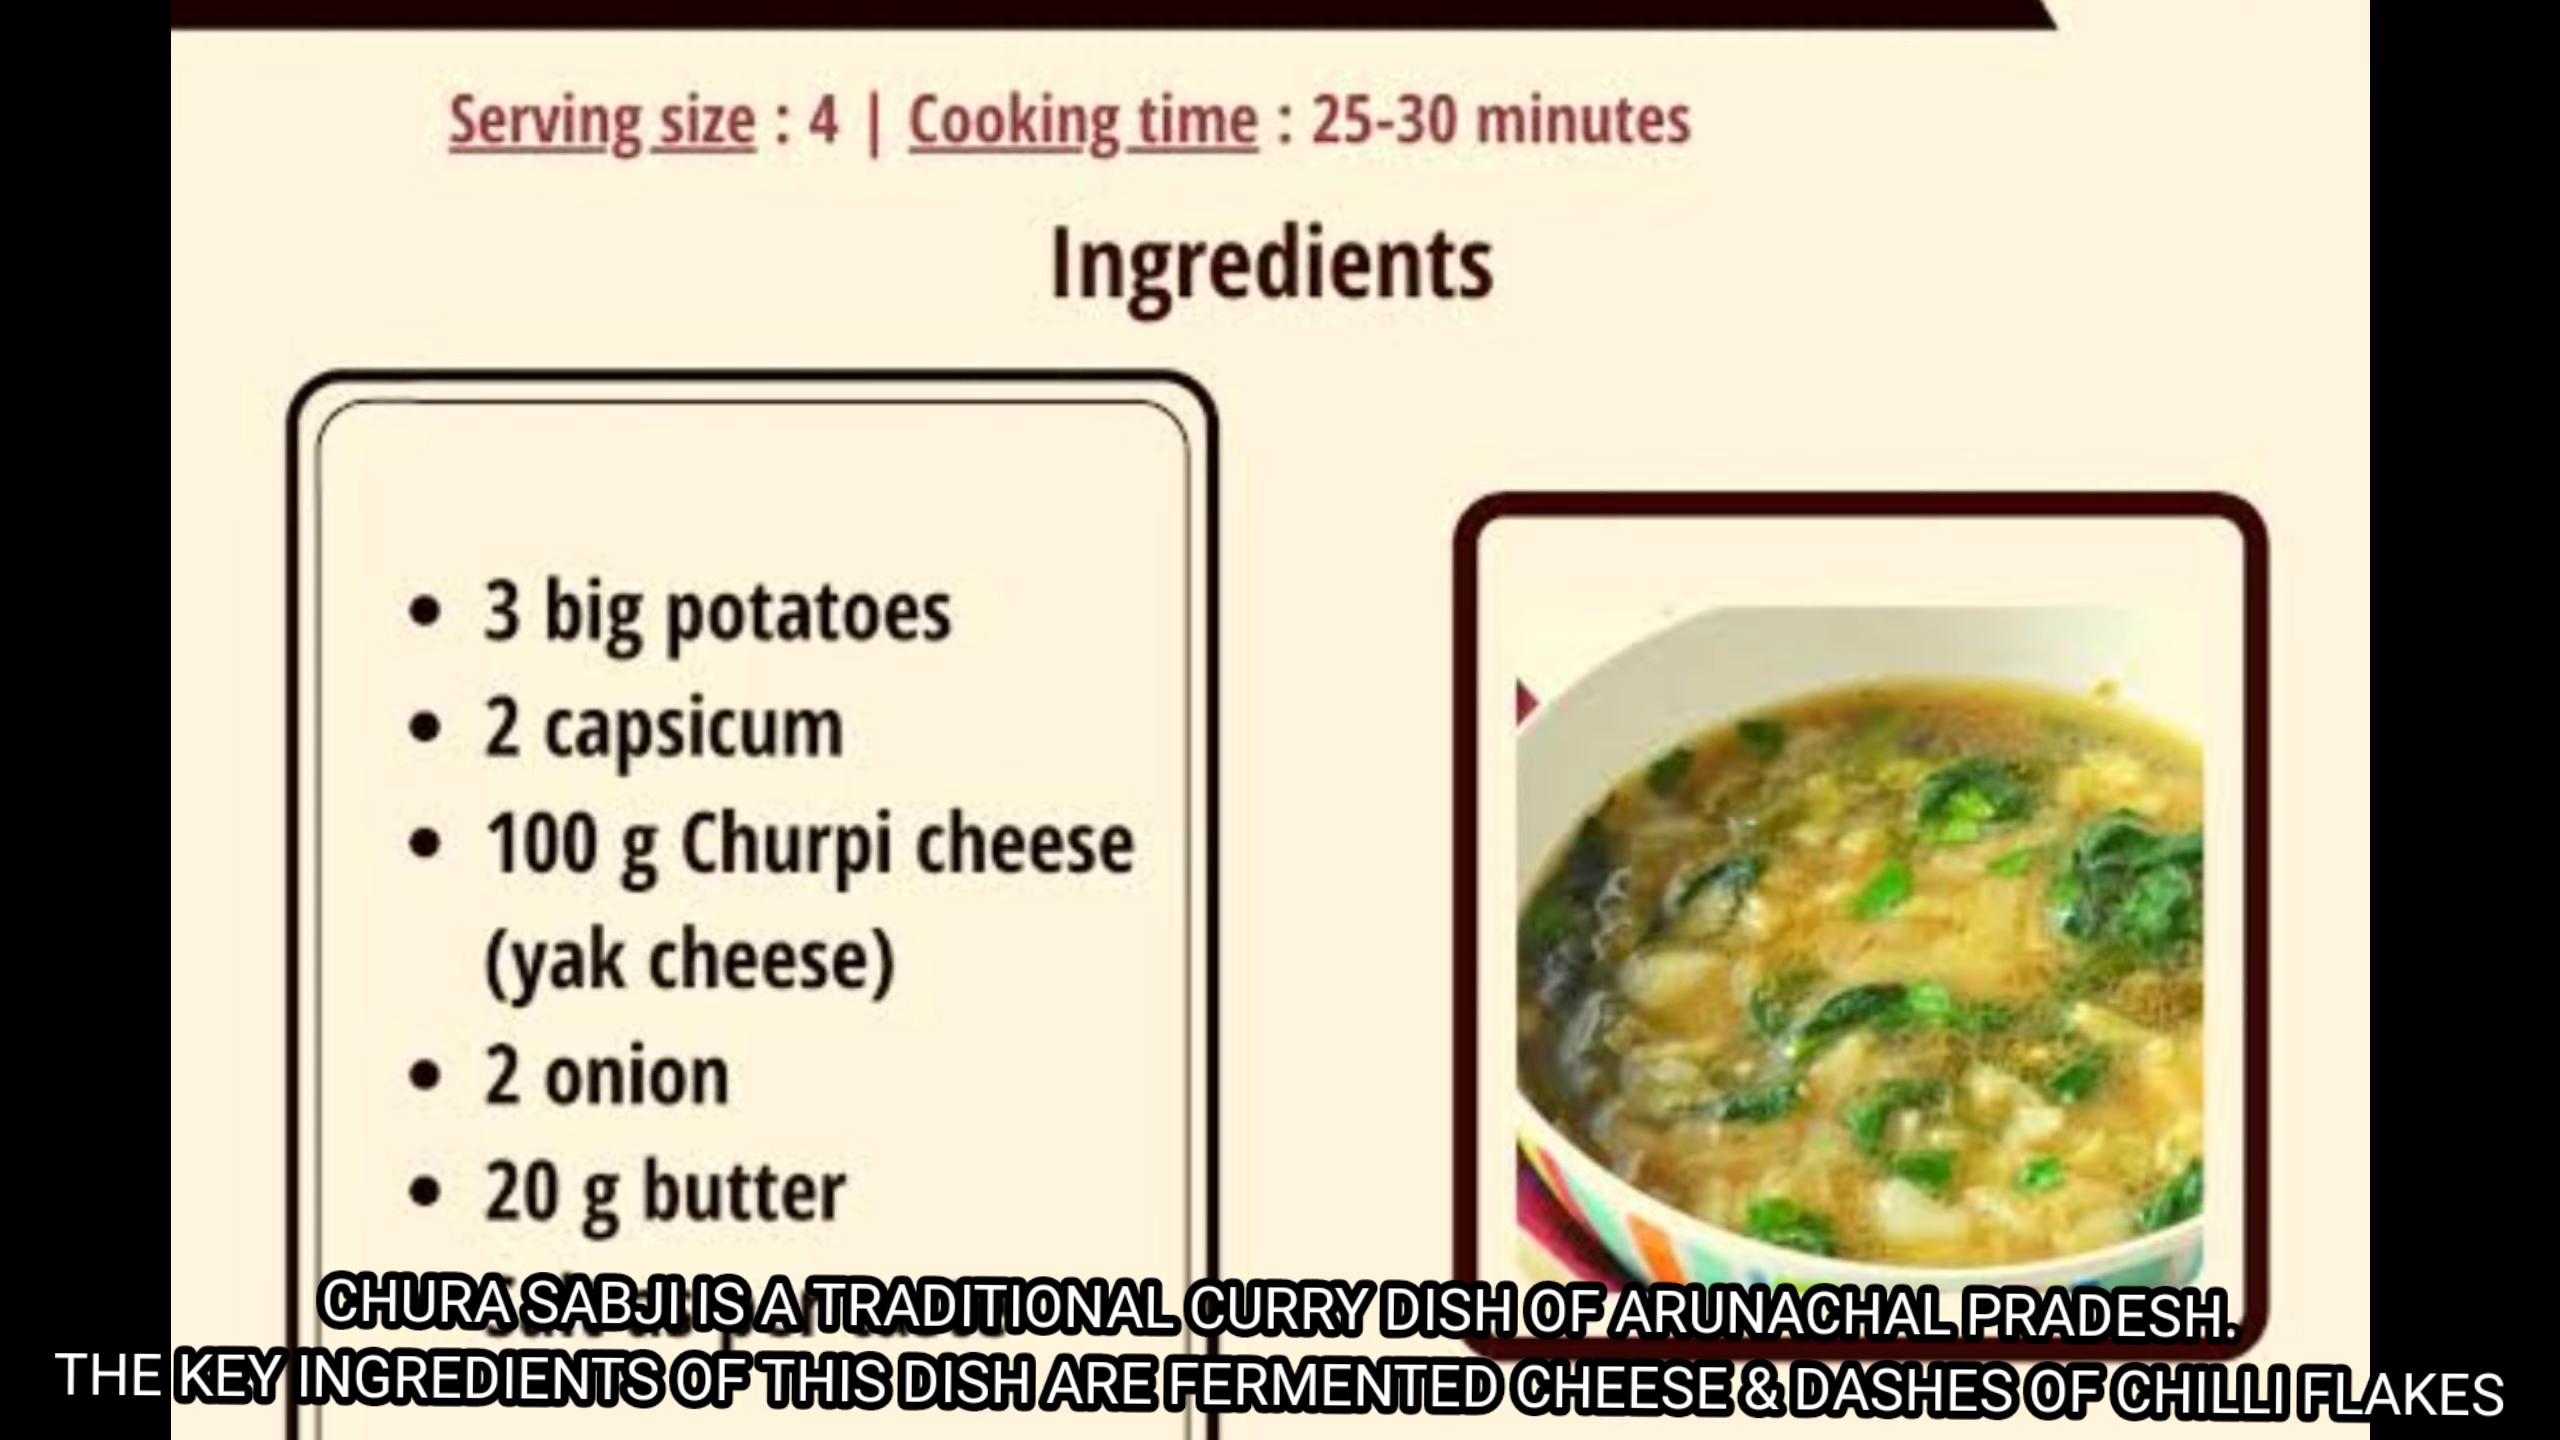 Serving size : 4 | Cooking time : 25-30 minutes
Ingredients
• 3 big potatoes
• 2 capsicum
• 100 g Churpi cheese
(yak cheese)
• 2 onion
• 20 g butter
CHURA SABJI IS A TRADITIONAL CURRY DISH OF ARUNACHAL PRADESH.
THE KEY INGREDIENTS OF THIS DISH ARE FERMENTED CHEESE & DASHES OF CHILLI FLAKES